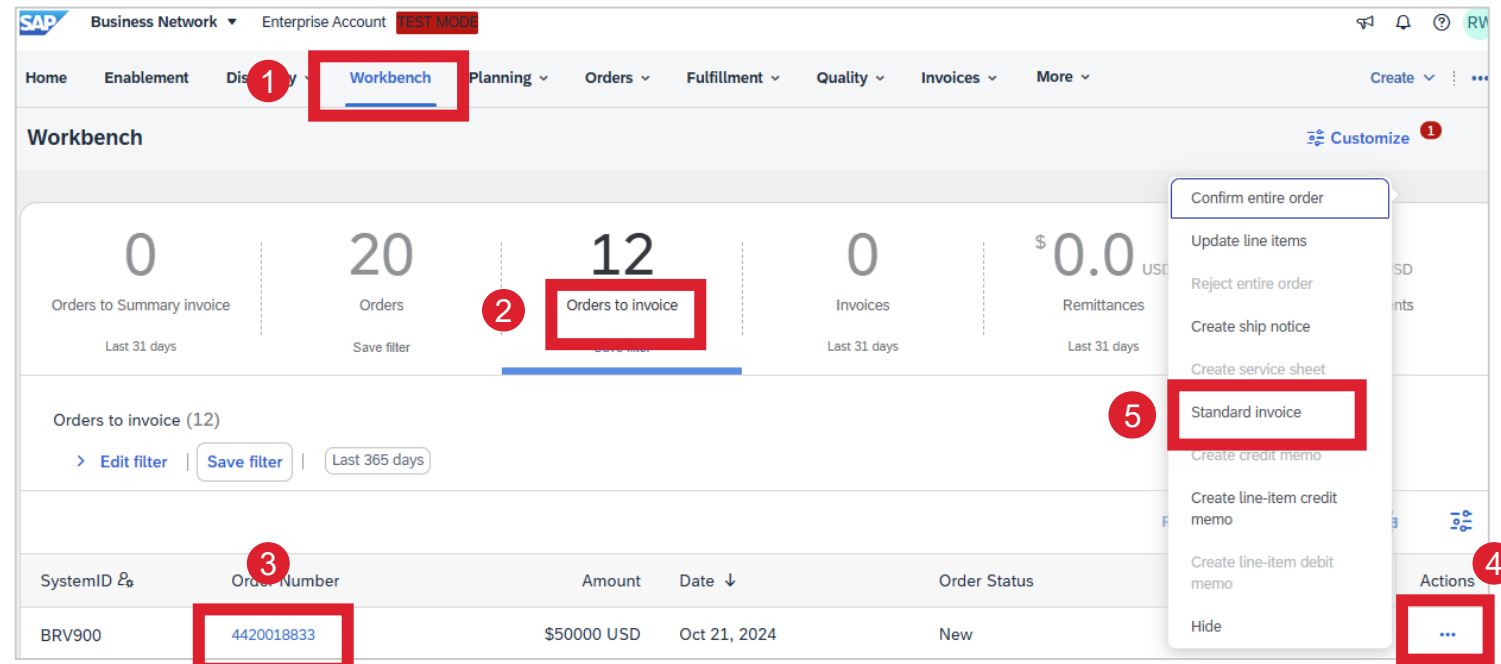 SAP Business Network Enterprise Account TEST MODE RW
Home Enablement Workbench Planning Orders Fulfillment Quality Invoices More Create
1
Workbench
Customize 1
Confirm entire order
Update line items
Reject entire order
Create ship notice
Create service sheet
Standard invoice
Create credit memo
Create line-item credit
memo
Create line-item debit
memo
Hide
0 20 12 0 $ 0.0 USD
Orders to Summary invoice Orders Orders to invoice Invoices Remittances
2
Last 31 days Save filter Save filter Last 31 days Last 31 days
5
Orders to invoice (12)
Edit filter Save filter Last 365 days
3
SystemID Order Number Amount Date Order Status Actions
4
BRV900 4420018833 $50000 USD Oct 21, 2024 New